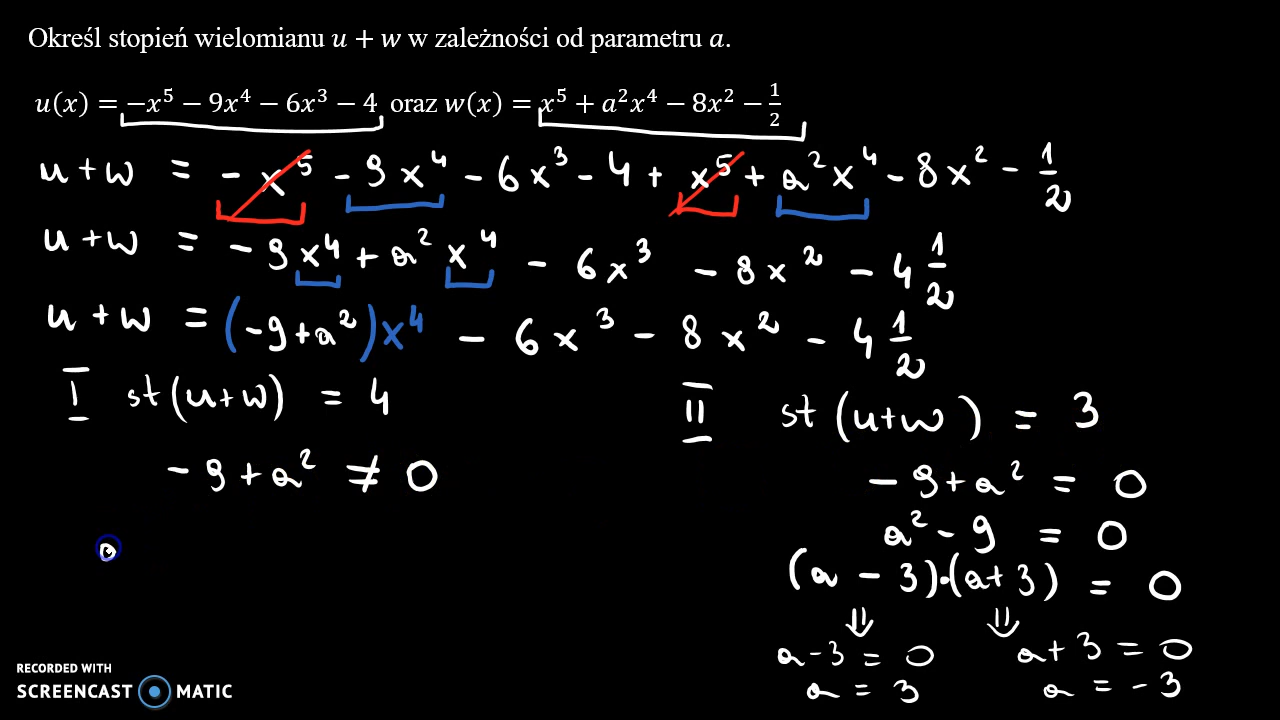 Określ stopień wielomianu u + w w zależności od parametru a.
u(x) = −x⁵ − 9x⁴ − 6x³ − 4 oraz w(x) = x⁵ + a²x⁴ − 8x² − 1/2
u + w = − x⁵ − 9x⁴ − 6x³ − 4 + x⁵ + a²x⁴ − 8x² − 1/2
u + w = − 9x⁴ + a²x⁴ − 6x³ − 8x² − 4 1/2
u + w = (−9 + a²)x⁴ − 6x³ − 8x² − 4 1/2
I st(u+w) = 4
−9 + a² ≠ 0
a
II st(u+w) = 3
−9 + a² = 0
a² − 9 = 0
(a − 3)·(a + 3) = 0
⇓ ⇓
a − 3 = 0 a + 3 = 0
a = 3 a = −3
RECORDED WITH
SCREENCAST MATIC